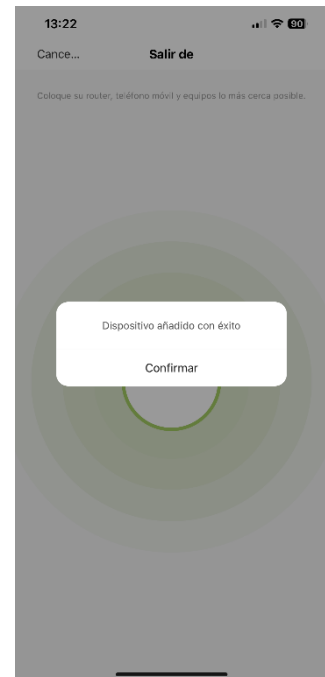 13:22
90
Cance... Salir de
Coloque su router, teléfono móvil y equipos lo más cerca posible.
Dispositivo añadido con éxito
Confirmar